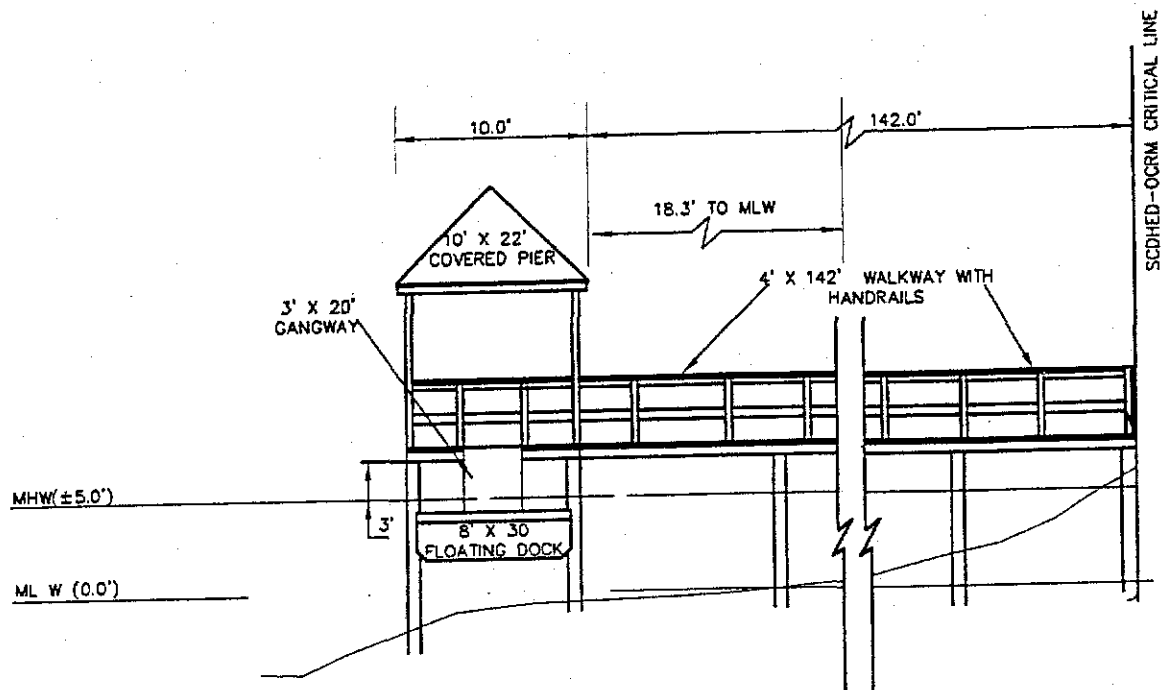 SCDHED-OCRM CRITICAL LINE
10.0'
142.0'
18.3' TO MLW
10' X 22'
COVERED PIER
4' X 142' WALKWAY WITH
HANDRAILS
3' X 20'
GANGWAY
MHW(±5.0')
3'
8' X 30
FLOATING DOCK
ML W (0.0')